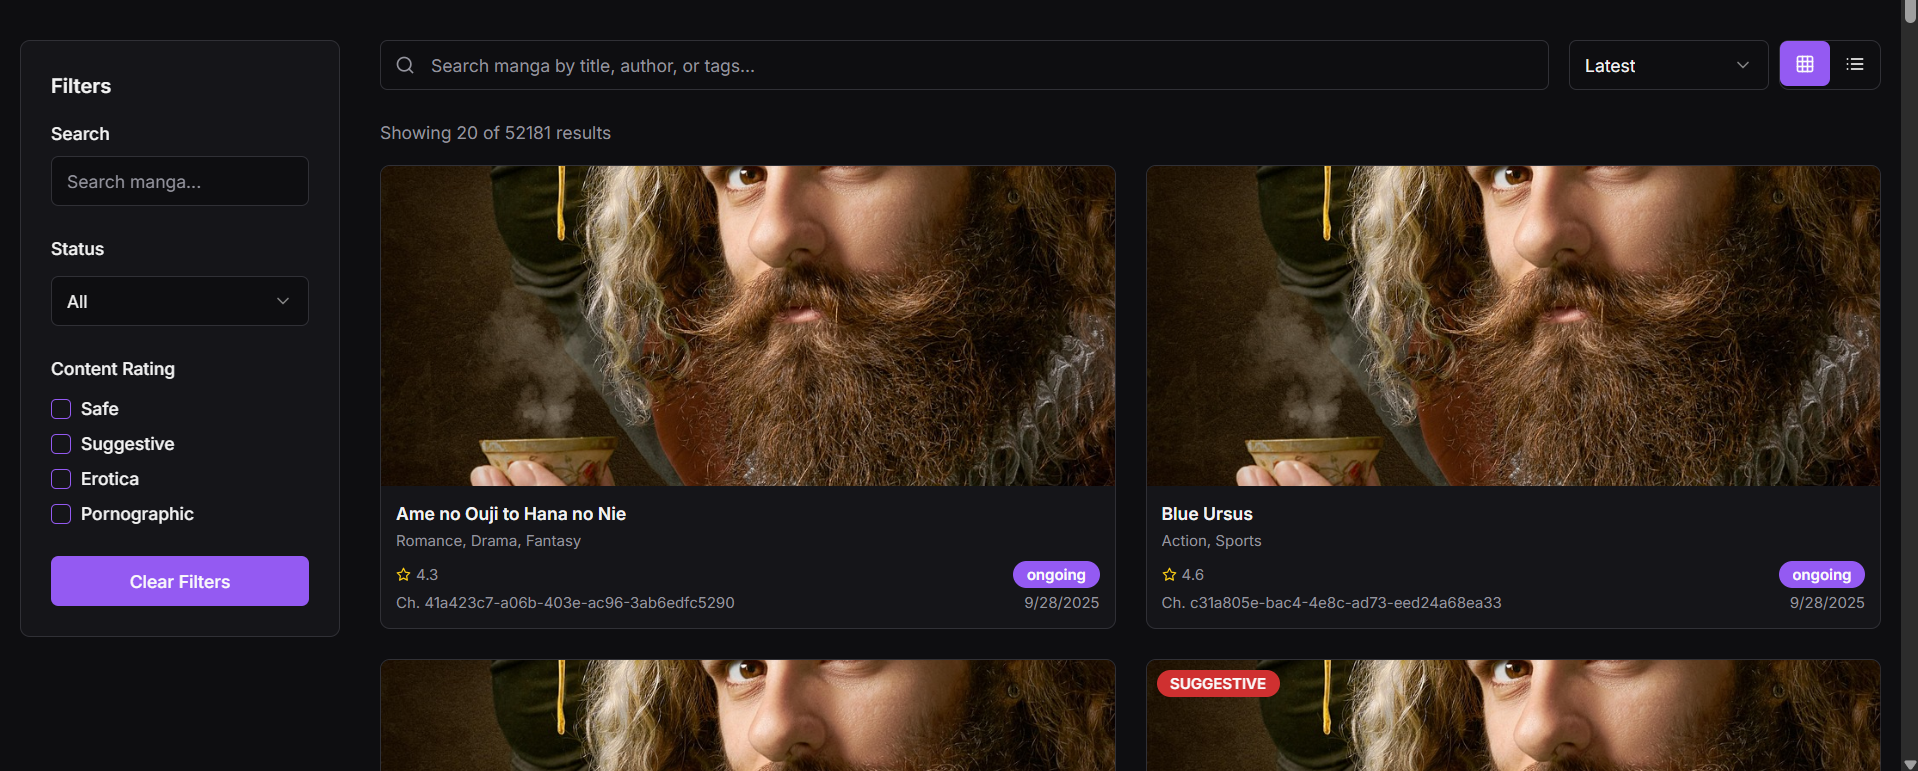 Filters
Search
Search manga...
Status
All
Content Rating
Safe
Suggestive
Erotica
Pornographic
Clear Filters
Search manga by title, author, or tags...
Latest
Showing 20 of 52181 results
Ame no Ouji to Hana no Nie
Romance, Drama, Fantasy
4.3
ongoing
Ch. 41a423c7-a06b-403e-ac96-3ab6edfc5290
9/28/2025
Blue Ursus
Action, Sports
4.6
ongoing
Ch. c31a805e-bac4-4e8c-ad73-eed24a68ea33
9/28/2025
SUGGESTIVE